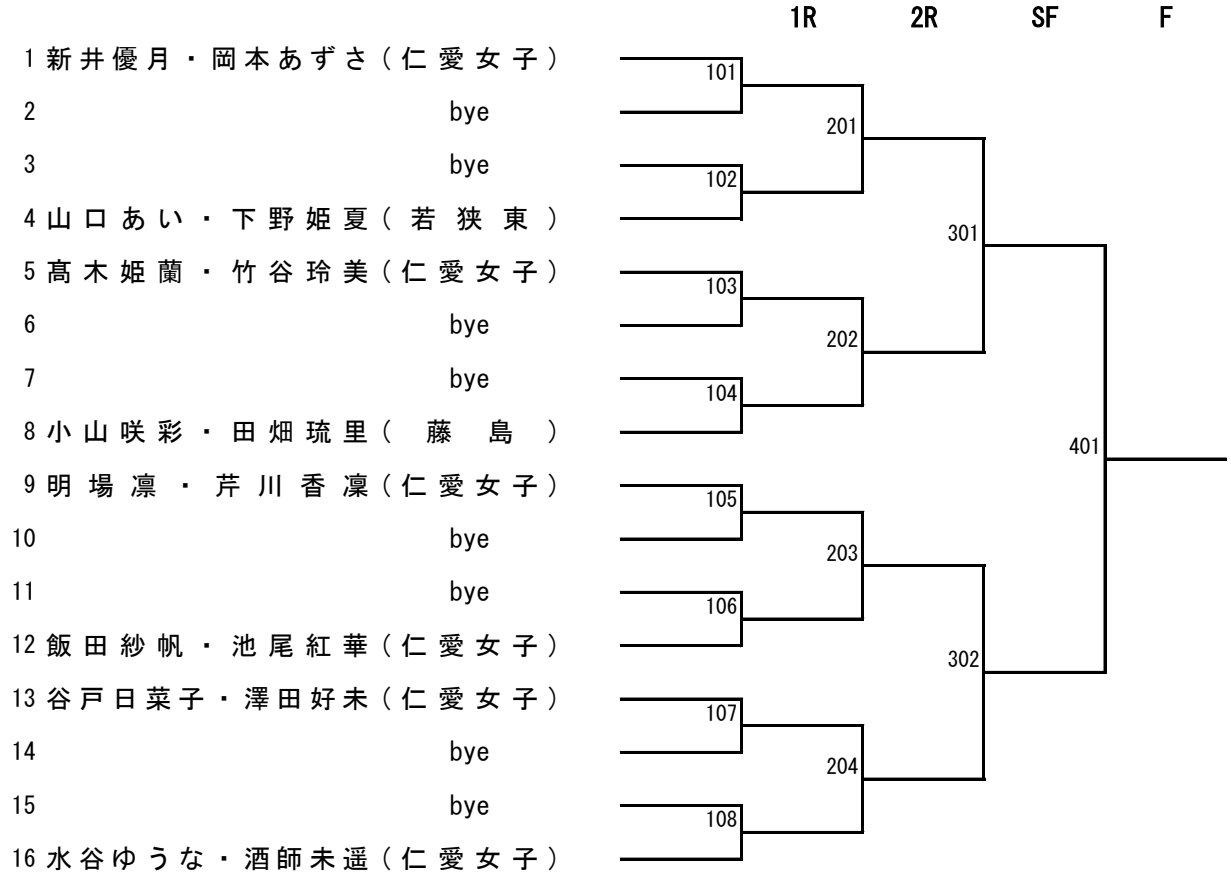 1R 2R SF F
1 新井優月・岡本あずさ(仁愛女子)
101
2 bye
201
3 bye
102
4 山口あい・下野姫夏(若狭東)
301
5 髙木姫蘭・竹谷玲美(仁愛女子)
103
6 bye
202
7 bye
104
8 小山咲彩・田畑琉里(藤島)
401
9 明場凛・芹川香凜(仁愛女子)
105
10 bye
203
11 bye
106
12 飯田紗帆・池尾紅華(仁愛女子)
302
13 谷戸日菜子・澤田好未(仁愛女子)
107
14 bye
204
15 bye
108
16 水谷ゆうな・酒師未遥(仁愛女子)